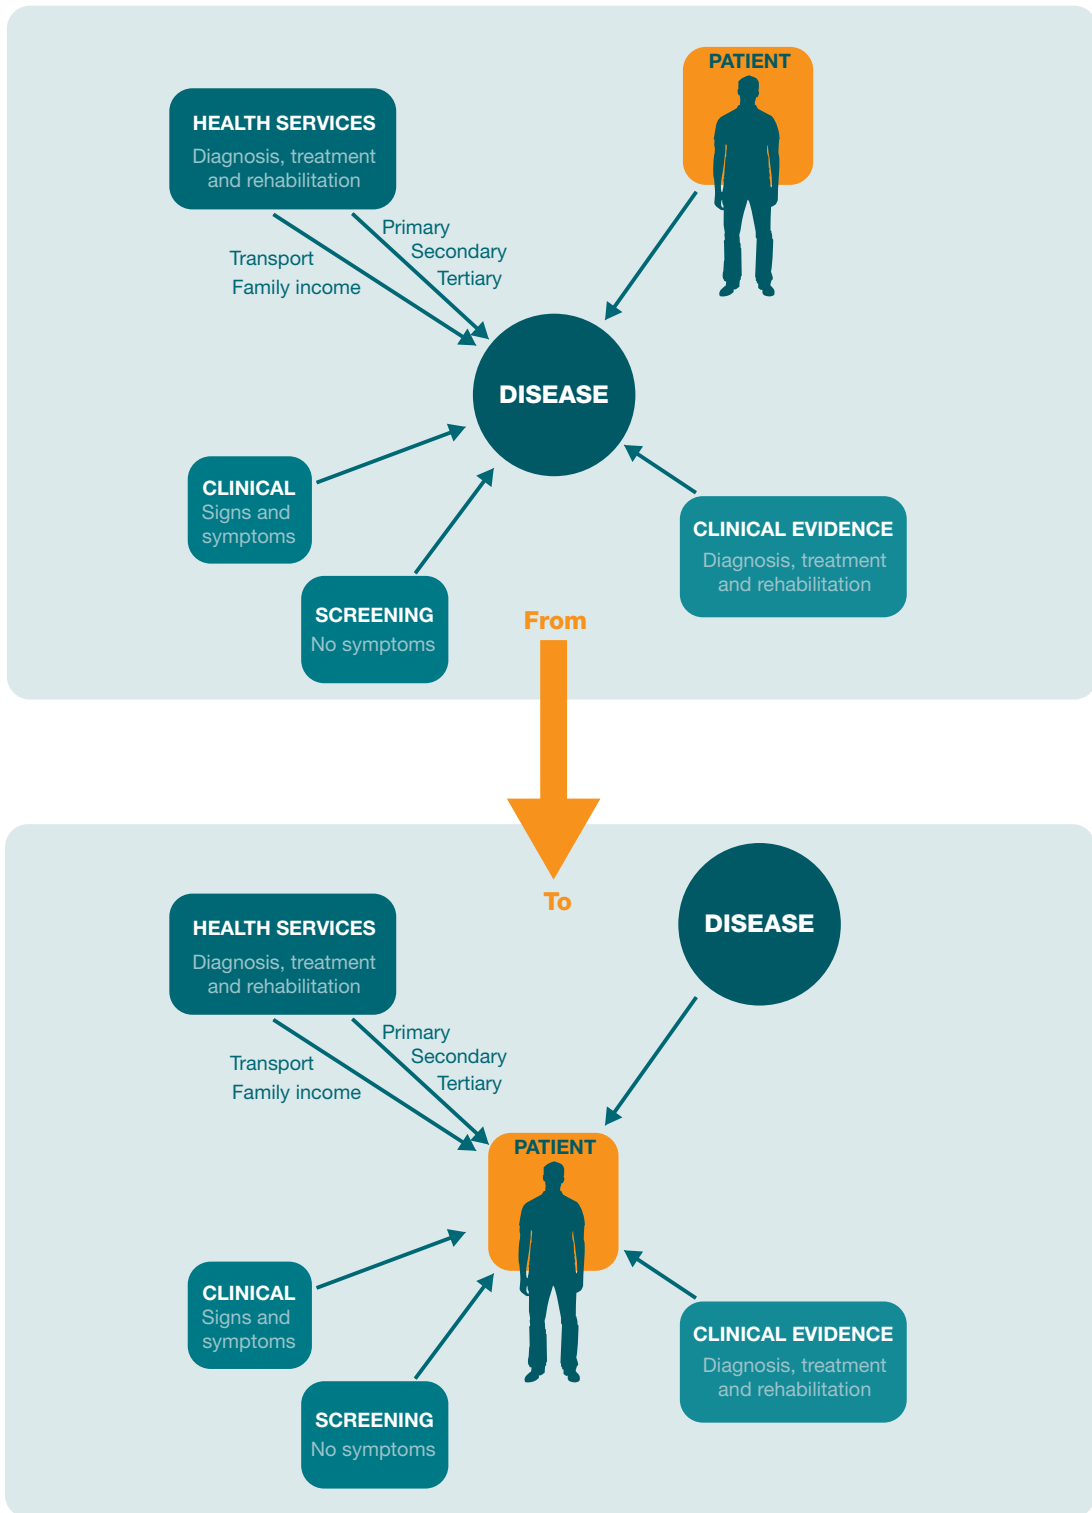 PATIENT
HEALTH SERVICES
Diagnosis, treatment
and rehabilitation
Primary
Secondary
Tertiary
Transport
Family income
DISEASE
CLINICAL
Signs and
symptoms
SCREENING
No symptoms
CLINICAL EVIDENCE
Diagnosis, treatment
and rehabilitation
From
To
DISEASE
HEALTH SERVICES
Diagnosis, treatment
and rehabilitation
Primary
Secondary
Tertiary
Transport
Family income
PATIENT
CLINICAL
Signs and
symptoms
SCREENING
No symptoms
CLINICAL EVIDENCE
Diagnosis, treatment
and rehabilitation